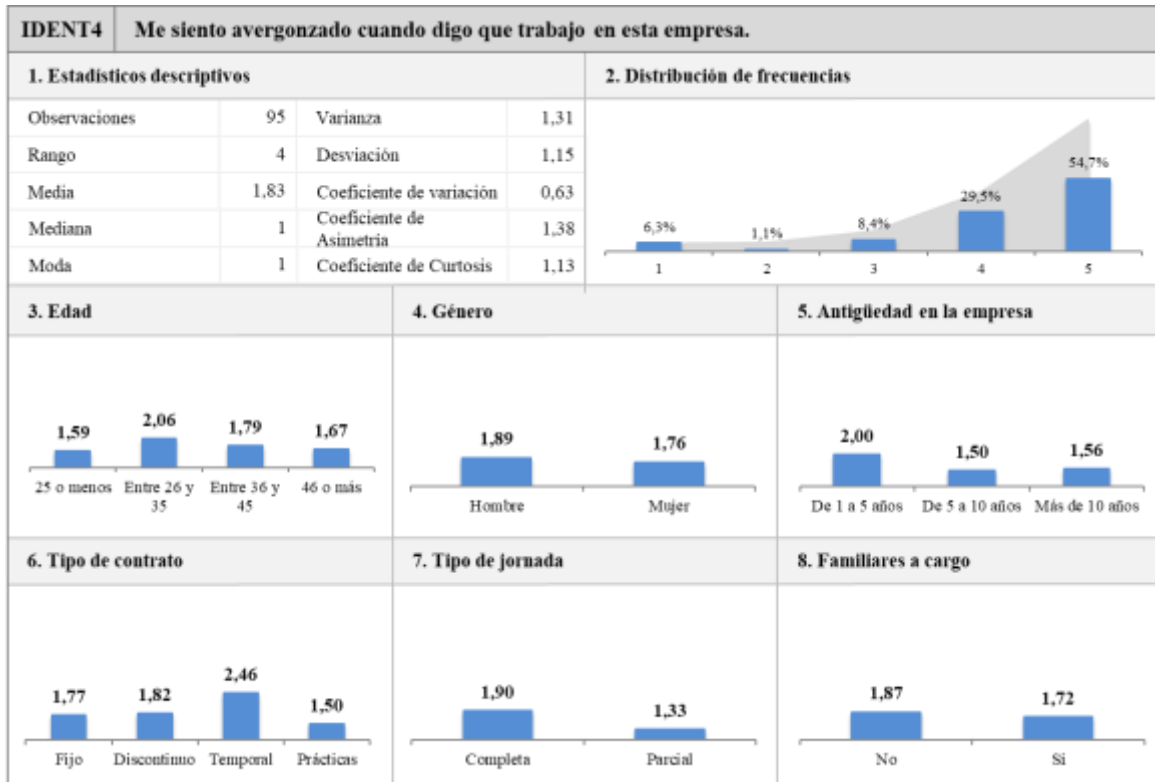 IDENT4 Me siento avergonzado cuando digo que trabajo en esta empresa.
1. Estadísticos descriptivos
Observaciones 95 Varianza 1,31
Rango 4 Desviación 1,15
Media 1,83 Coeficiente de variación 0,63
Mediana 1 Coeficiente de Asimetría 1,38
Moda 1 Coeficiente de Curtosis 1,13
2. Distribución de frecuencias
6,3% 1,1% 8,4% 29,5% 54,7%
1 2 3 4 5
3. Edad
1,59 2,06 1,79 1,67
25 o menos Entre 26 y 35 Entre 36 y 45 46 o más
4. Género
1,89 1,76
Hombre Mujer
5. Antigüedad en la empresa
2,00 1,50 1,56
De 1 a 5 años De 5 a 10 años Más de 10 años
6. Tipo de contrato
1,77 1,82 2,46 1,50
Fijo Discontinuo Temporal Prácticas
7. Tipo de jornada
1,90 1,33
Completa Parcial
8. Familiares a cargo
1,87 1,72
No Sí